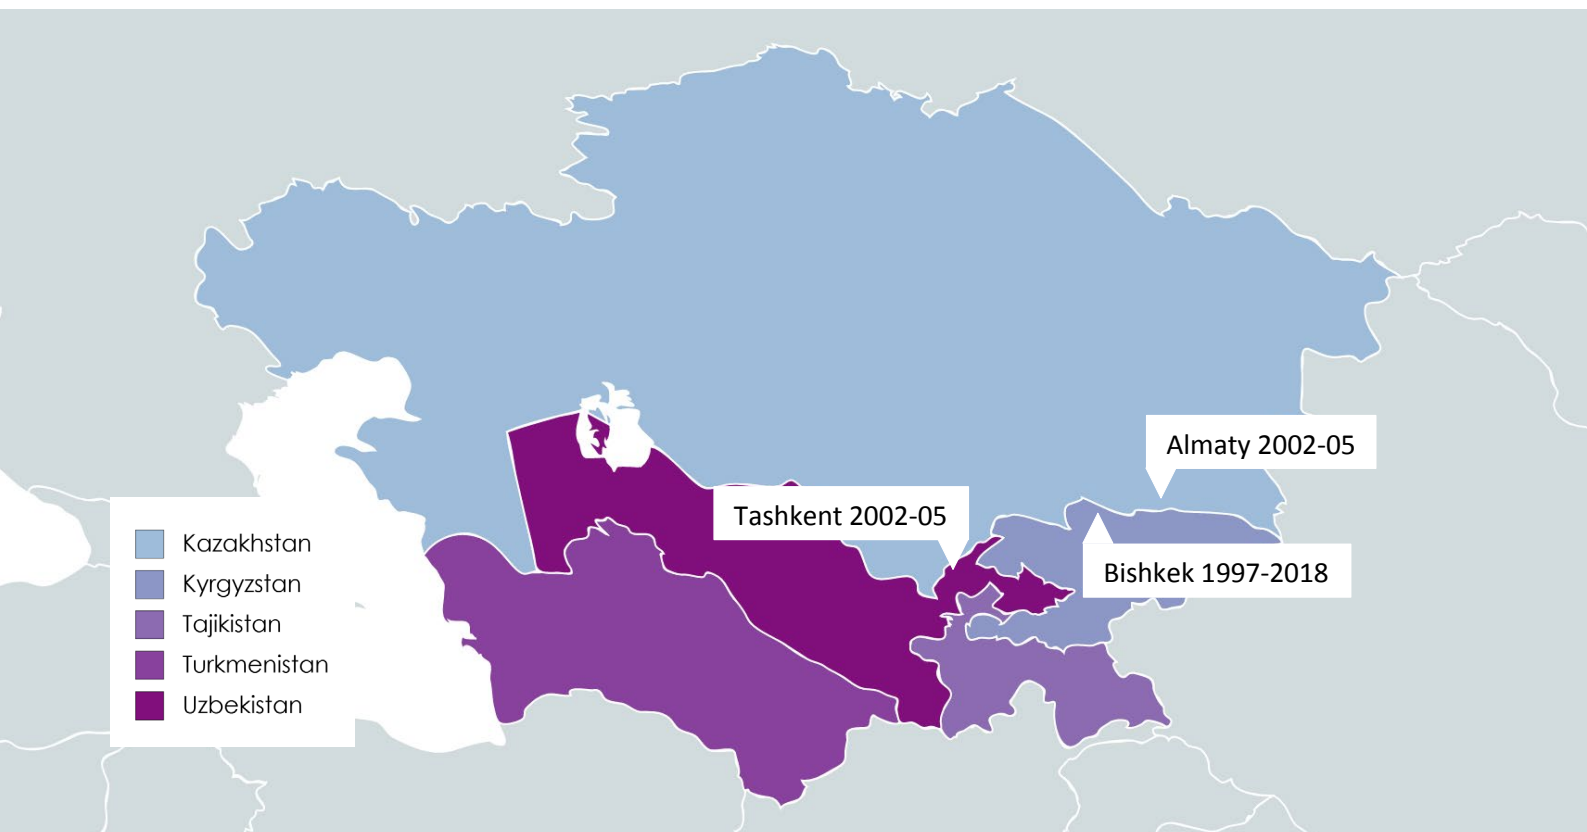 Almaty 2002-05
Tashkent 2002-05
Bishkek 1997-2018
Kazakhstan
Kyrgyzstan
Tajikistan
Turkmenistan
Uzbekistan